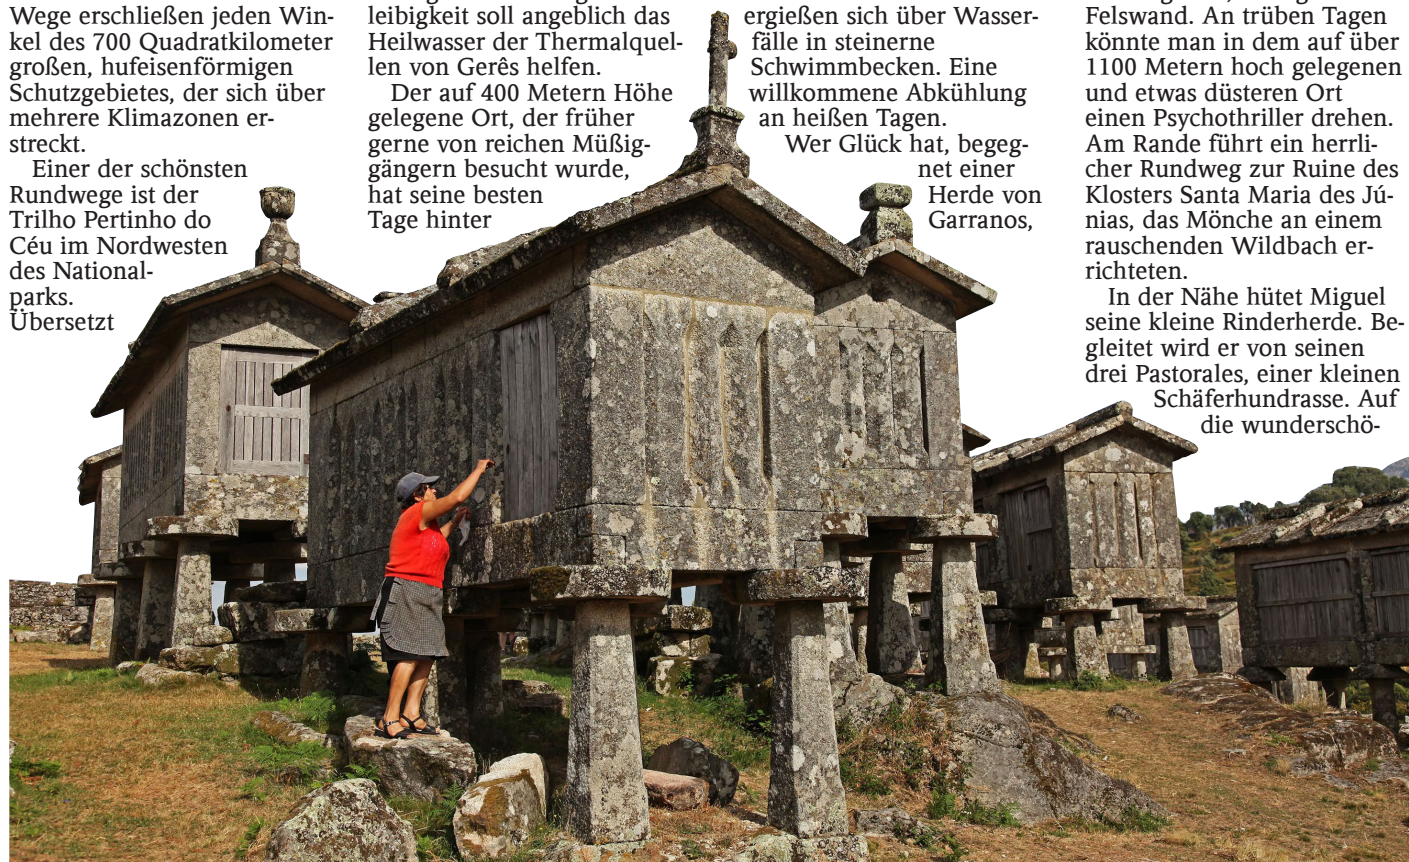 Wege erschließen jeden Win-
kel des 700 Quadratkilometer
großen, hufeisenförmigen
Schutzgebietes, der sich über
mehrere Klimazonen er-
streckt.
Einer der schönsten
Rundwege ist der
Trilho Pertinho do
Céu im Nordwesten
des National-
parks.
Übersetzt
leibigkeit soll angeblich das
Heilwasser der Thermalquel-
len von Gerês helfen.
Der auf 400 Metern Höhe
gelegene Ort, der früher
gerne von reichen Müßig-
gängern besucht wurde,
hat seine besten
Tage hinter
ergießen sich über Wasser-
fälle in steinerne
Schwimmbecken. Eine
willkommene Abkühlung
an heißen Tagen.
Wer Glück hat, begeg-
net einer
Herde von
Garranos,
Felswand. An trüben Tagen
könnte man in dem auf über
1100 Metern hoch gelegenen
und etwas düsteren Ort
einen Psychothriller drehen.
Am Rande führt ein herrli-
cher Rundweg zur Ruine des
Klosters Santa Maria des Jú-
nias, das Mönche an einem
rauschenden Wildbach er-
richteten.
In der Nähe hütet Miguel
seine kleine Rinderherde. Be-
gleitet wird er von seinen
drei Pastorales, einer kleinen
Schäferhundrasse. Auf
die wunderschö-